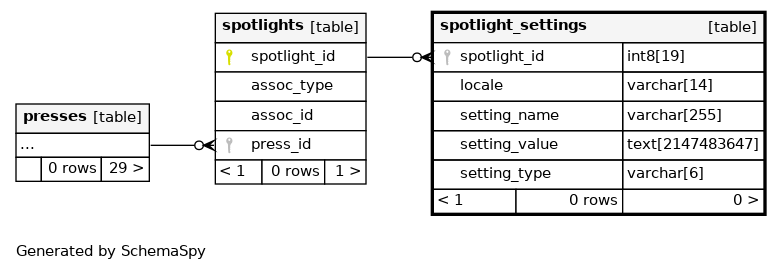 presses [table]
...
0 rows 29 >
spotlights [table]
spotlight_id
assoc_type
assoc_id
press_id
< 1 0 rows 1 >
spotlight_settings [table]
spotlight_id int8[19]
locale varchar[14]
setting_name varchar[255]
setting_value text[2147483647]
setting_type varchar[6]
< 1 0 rows 0 >
Generated by SchemaSpy